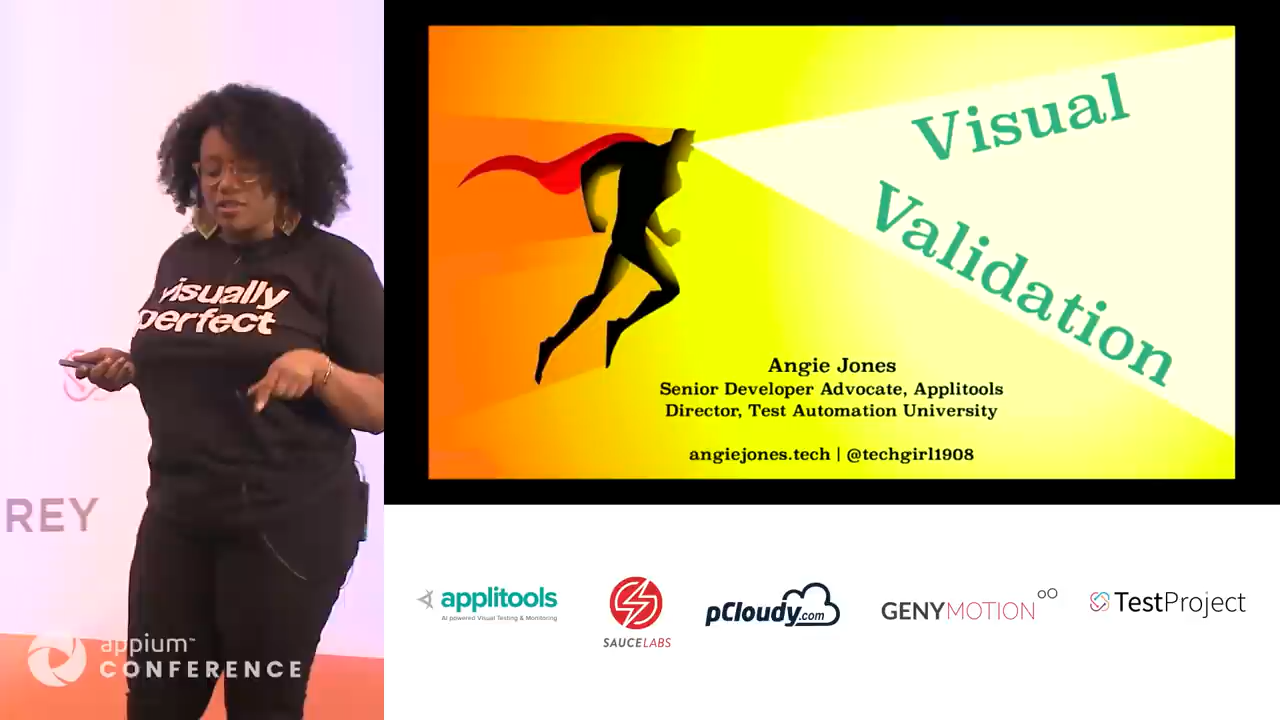 visually
perfect
REY
appium™
CONFERENCE
Visual
Validation
Angie Jones
Senior Developer Advocate, Applitools
Director, Test Automation University
angiejones.tech | @techgirl1908
applitools
AI powered Visual Testing & Monitoring
SAUCELABS
pCloudy.com
GENYMOTION
TestProject